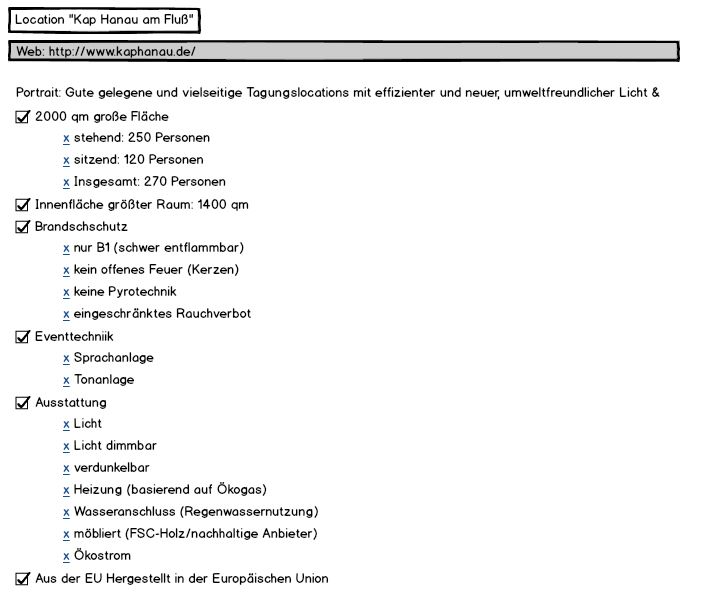 Location "Kap Hanau am Fluß"
Web: http://www.kaphanau.de/
Portrait: Gute gelegene und vielseitige Tagungslocations mit effizienter und neuer, umweltfreundlicher Licht &
2000 qm große Fläche
x stehend: 250 Personen
x sitzend: 120 Personen
x Insgesamt: 270 Personen
Innenfläche größter Raum: 1400 qm
Brandschschutz
x nur B1 (schwer entflammbar)
x kein offenes Feuer (Kerzen)
x keine Pyrotechnik
x eingeschränktes Rauchverbot
Eventtechniik
x Sprachanlage
x Tonanlage
Ausstattung
x Licht
x Licht dimmbar
x verdunkelbar
x Heizung (basierend auf Ökogas)
x Wasseranschluss (Regenwassernutzung)
x möbliert (FSC-Holz/nachhaltige Anbieter)
x Ökostrom
Aus der EU Hergestellt in der Europäischen Union